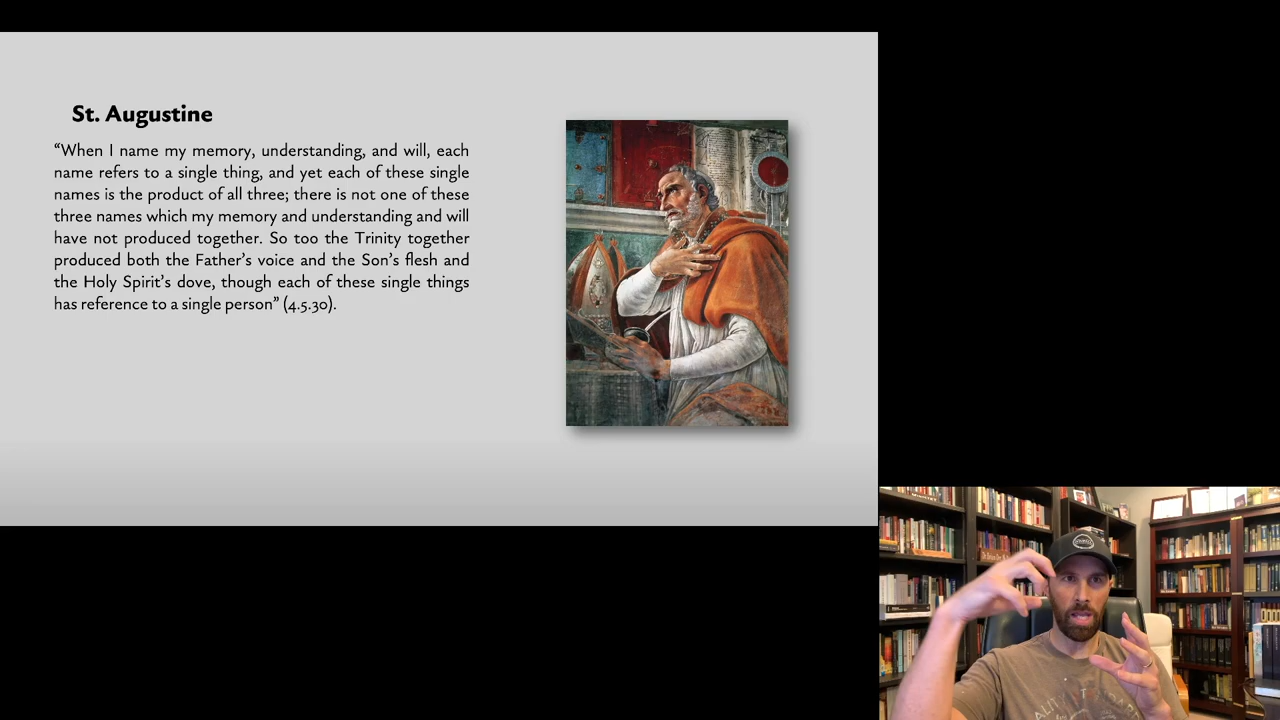 St. Augustine
“When I name my memory, understanding, and will, each
name refers to a single thing, and yet each of these single
names is the product of all three; there is not one of these
three names which my memory and understanding and will
have not produced together. So too the Trinity together
produced both the Father’s voice and the Son’s flesh and
the Holy Spirit’s dove, though each of these single things
has reference to a single person” (4.5.30).